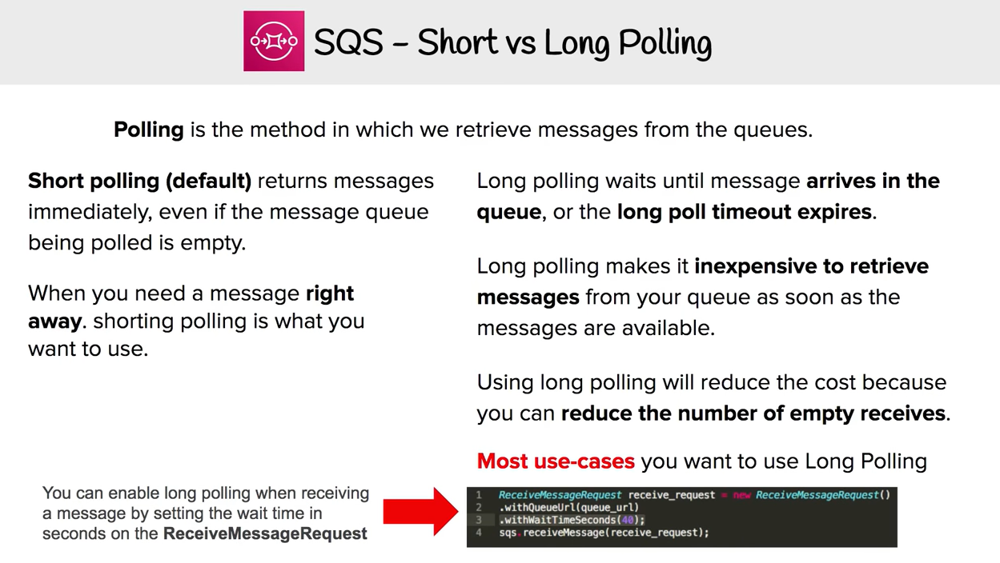 SQS – Short vs Long Polling
Polling is the method in which we retrieve messages from the queues.
Short polling (default) returns messages
immediately, even if the message queue
being polled is empty.
When you need a message right
away. shorting polling is what you
want to use.
Long polling waits until message arrives in the
queue, or the long poll timeout expires.
Long polling makes it inexpensive to retrieve
messages from your queue as soon as the
messages are available.
Using long polling will reduce the cost because
you can reduce the number of empty receives.
Most use-cases you want to use Long Polling
You can enable long polling when receiving
a message by setting the wait time in
seconds on the ReceiveMessageRequest
1 ReceiveMessageRequest receive_request = new ReceiveMessageRequest()
2 .withQueueUrl(queue_url)
3 .withWaitTimeSeconds(40);
4 sqs.receiveMessage(receive_request);